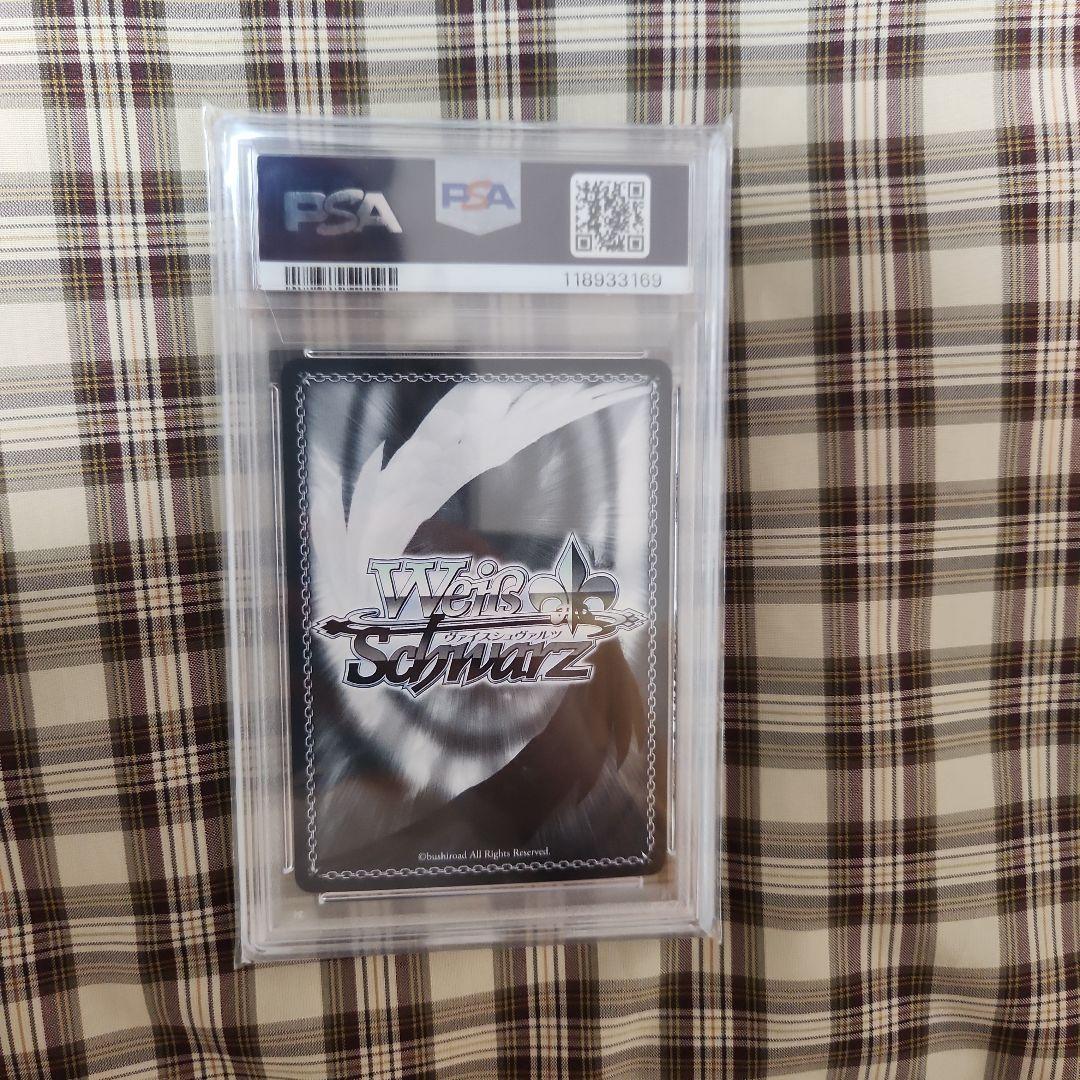 PSA
PSA
118933169
Weiß
ヴァイスシュヴァルツ
Schwarz
©bushiroad All Rights Reserved.